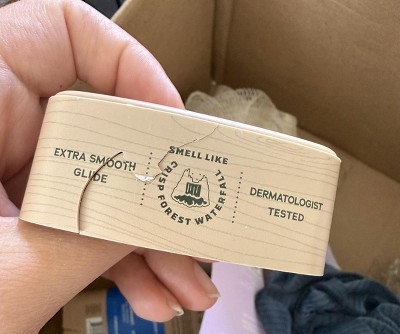 EXTRA SMOOTH
GLIDE
SMELL LIKE
CRISP FOREST WATERFALL
DERMATOLOGIST
TESTED